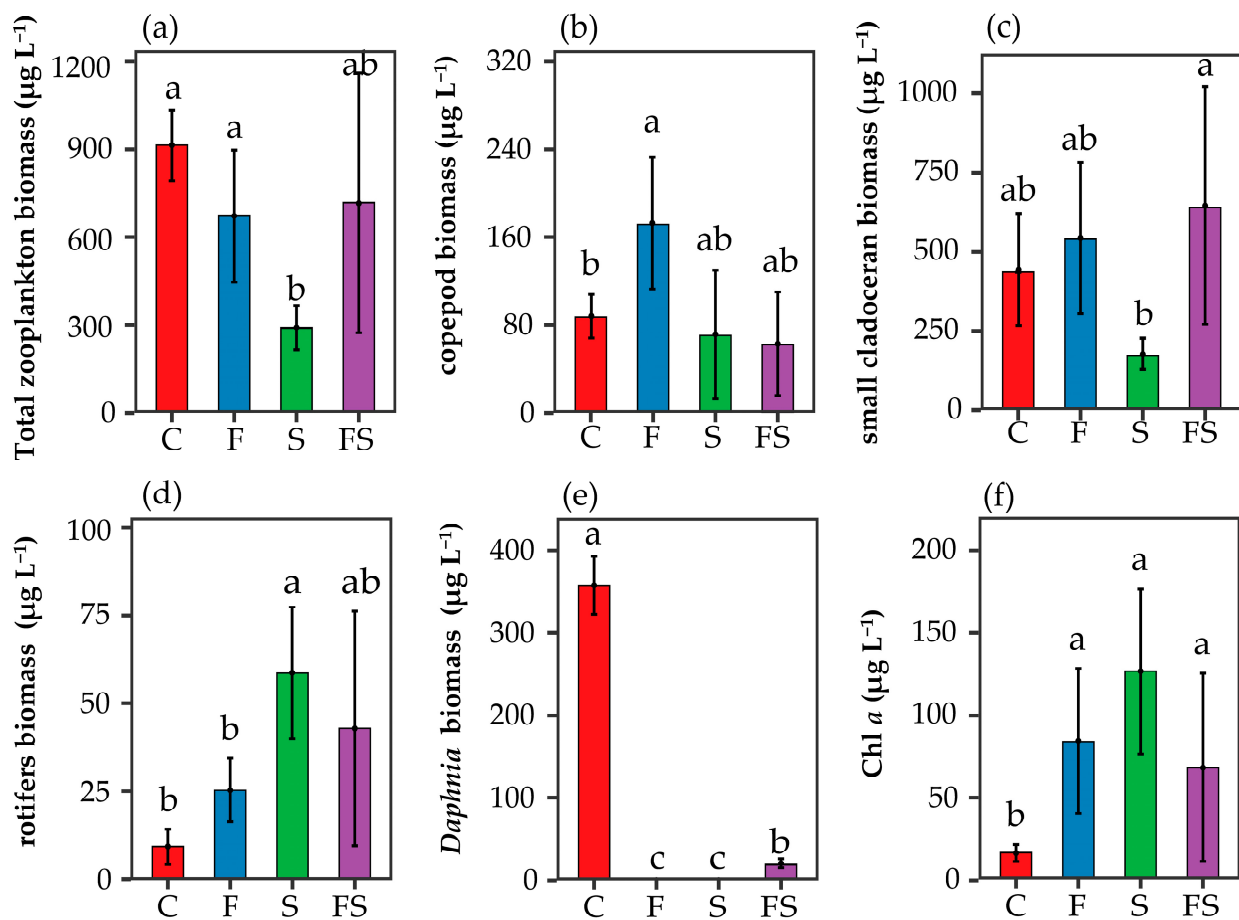 (a)
Total zooplankton biomass (µg L⁻¹)
1200
900
600
300
0
a
a
b
ab
C F S FS
(b)
copepod biomass (µg L⁻¹)
320
240
160
80
0
b
a
ab
ab
C F S FS
(c)
small cladoceran biomass (µg L⁻¹)
1000
750
500
250
0
ab
ab
b
a
C F S FS
(d)
rotifers biomass (µg L⁻¹)
100
75
50
25
0
b
b
a
ab
C F S FS
(e)
Daphnia biomass (µg L⁻¹)
400
300
200
100
0
a
c
c
b
C F S FS
(f)
Chl a (µg L⁻¹)
200
150
100
50
0
b
a
a
a
C F S FS